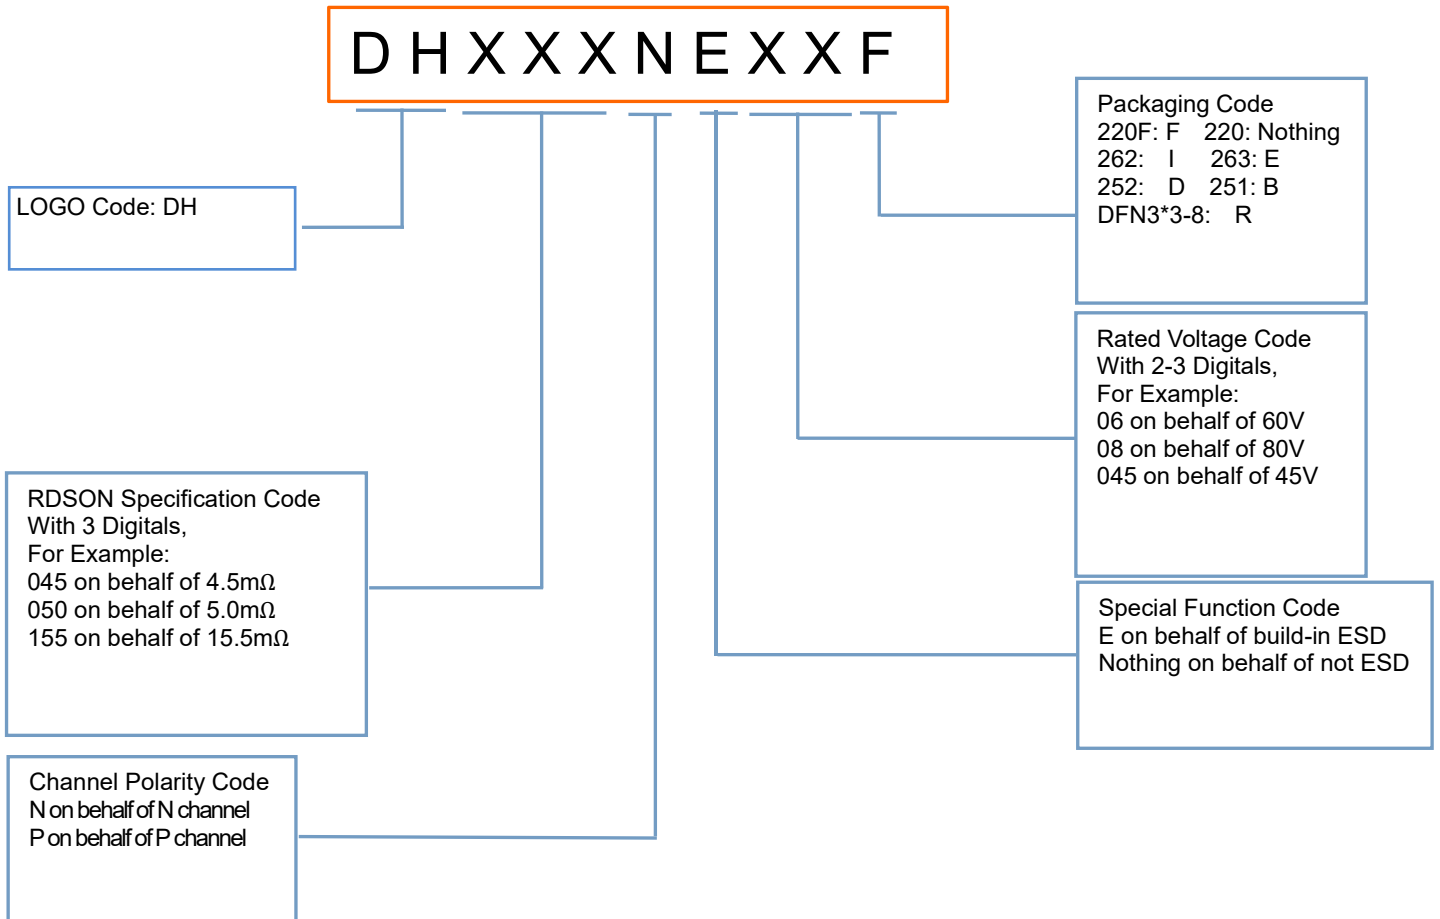 D H X X X N E X X F
Packaging Code
220F: F 220: Nothing
262: I 263: E
252: D 251: B
DFN3*3-8: R
LOGO Code: DH
Rated Voltage Code
With 2-3 Digitals,
For Example:
06 on behalf of 60V
08 on behalf of 80V
045 on behalf of 45V
RDSON Specification Code
With 3 Digitals,
For Example:
045 on behalf of 4.5mΩ
050 on behalf of 5.0mΩ
155 on behalf of 15.5mΩ
Special Function Code
E on behalf of build-in ESD
Nothing on behalf of not ESD
Channel Polarity Code
N on behalf of N channel
P on behalf of P channel